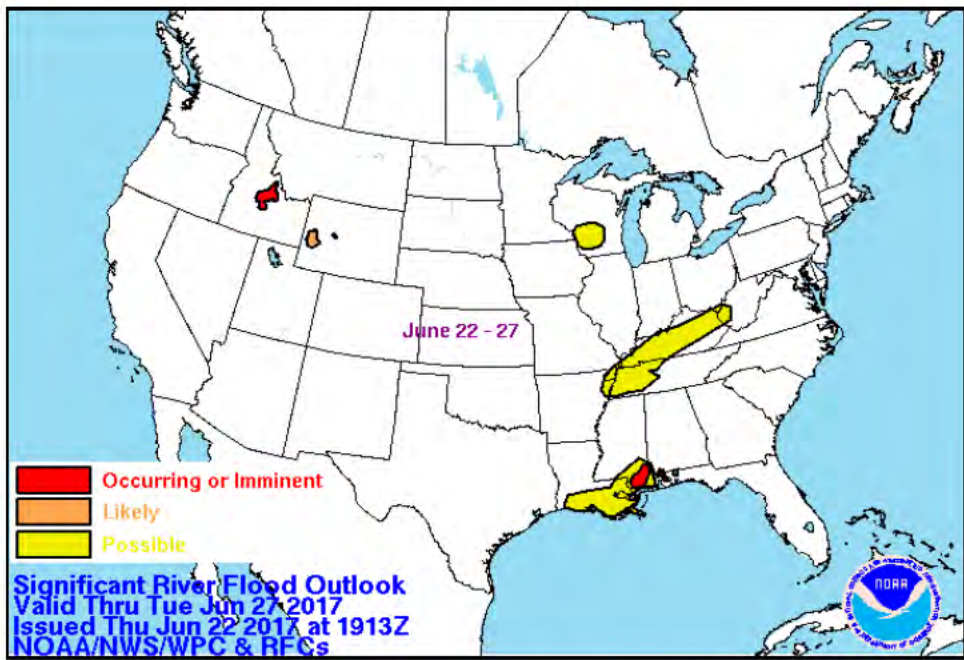 June 22 - 27
Occurring or Imminent
Likely
Possible
Significant River Flood Outlook
Valid Thru Tue Jun 27 2017
Issued Thu Jun 22 2017 at 1913Z
NOAA/NWS/WPC & RFCs
NOAA